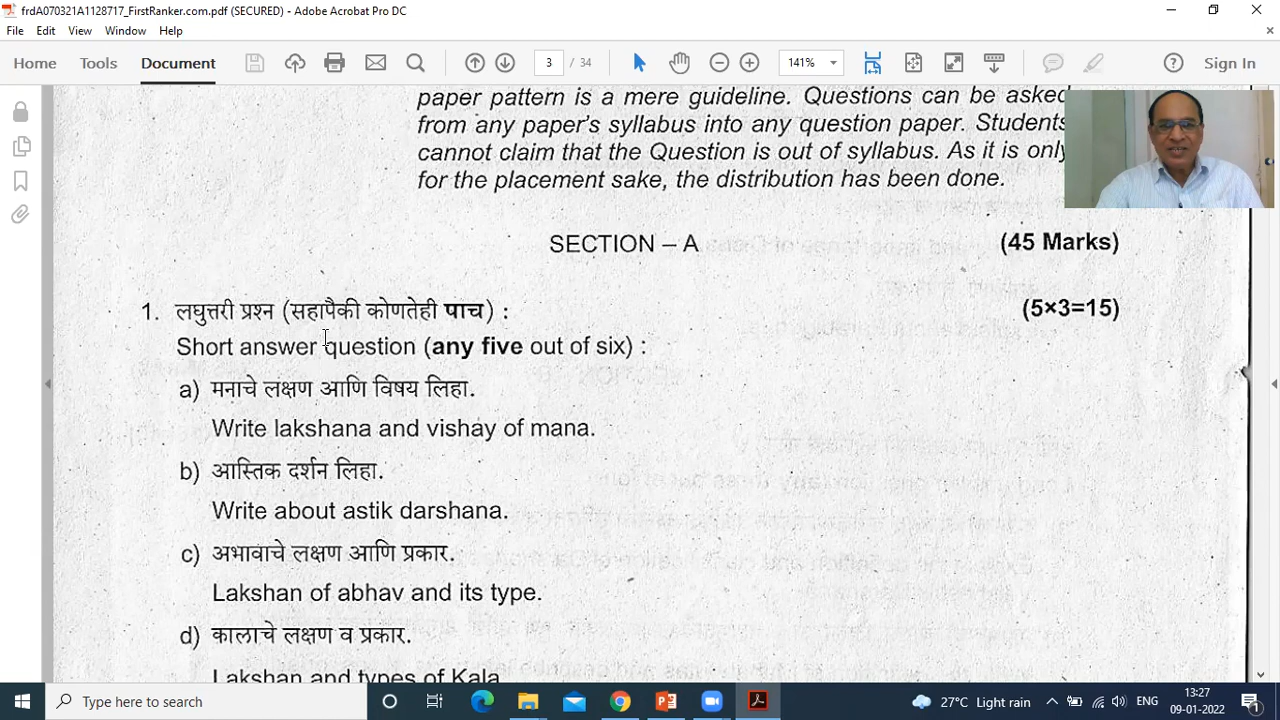 frdA070321A1128717_FirstRanker.com.pdf (SECURED) - Adobe Acrobat Pro DC
File Edit View Window Help
Home Tools Document 3 / 34 141% Sign In
paper pattern is a mere guideline. Questions can be asked
from any paper's syllabus into any question paper. Students
cannot claim that the Question is out of syllabus. As it is only
for the placement sake, the distribution has been done.
SECTION – A (45 Marks)
1. लघुत्तरी प्रश्न (सहापैकी कोणतेही पाच) : (5×3=15)
Short answer question (any five out of six) :
a) मनाचे लक्षण आणि विषय लिहा.
Write lakshana and vishay of mana.
b) आस्तिक दर्शन लिहा.
Write about astik darshana.
c) अभावाचे लक्षण आणि प्रकार.
Lakshan of abhav and its type.
d) कालाचे लक्षण व प्रकार.
Lakshan and types of Kala
Type here to search
27°C Light rain ENG 13:27
09-01-2022